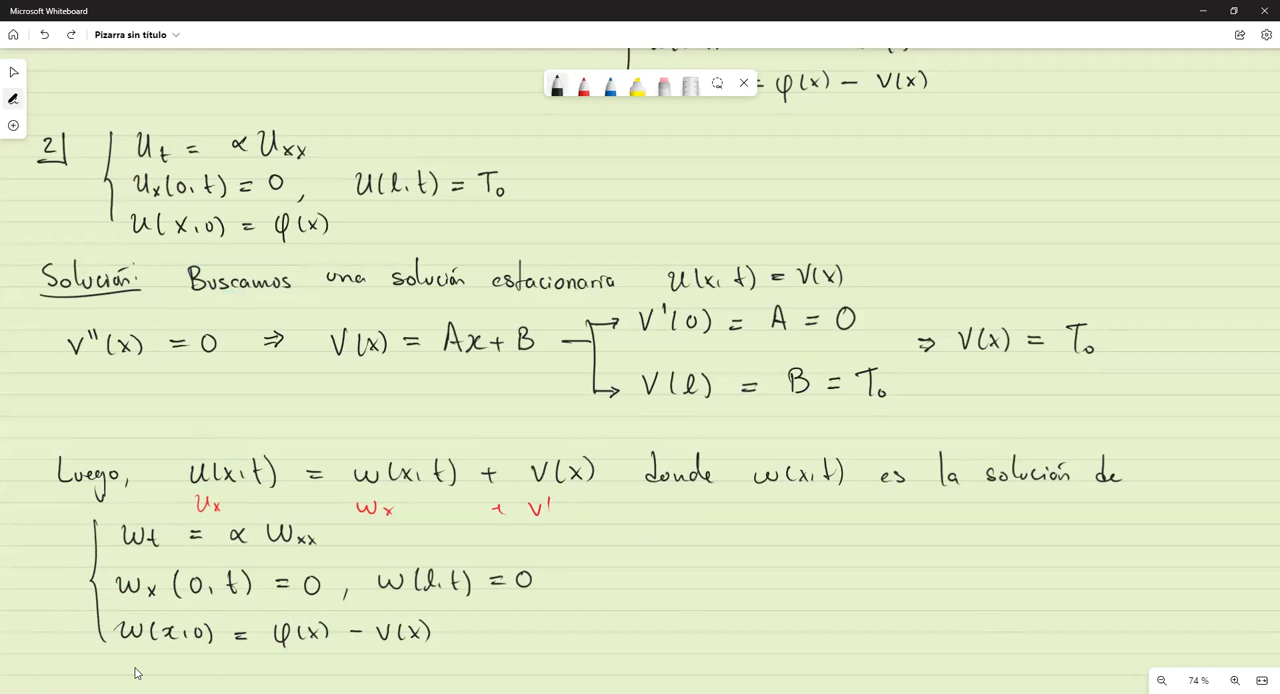 Microsoft Whiteboard
Pizarra sin título
= φ(x) - V(x)
2] u_t = α u_xx
u_x(0,t) = 0, u(l,t) = T₀
u(x,0) = φ(x)
Solución: Buscamos una solución estacionaria u(x,t) = V(x)
V''(x) = 0 ⇒ V(x) = Ax + B → V'(0) = A = 0
→ V(l) = B = T₀
⇒ V(x) = T₀
Luego, u(x,t) = w(x,t) + V(x) donde w(x,t) es la solución de
u_x w_x + V'
w_t = α w_xx
w_x(0,t) = 0, w(l,t) = 0
w(x,0) = φ(x) - V(x)
74 %